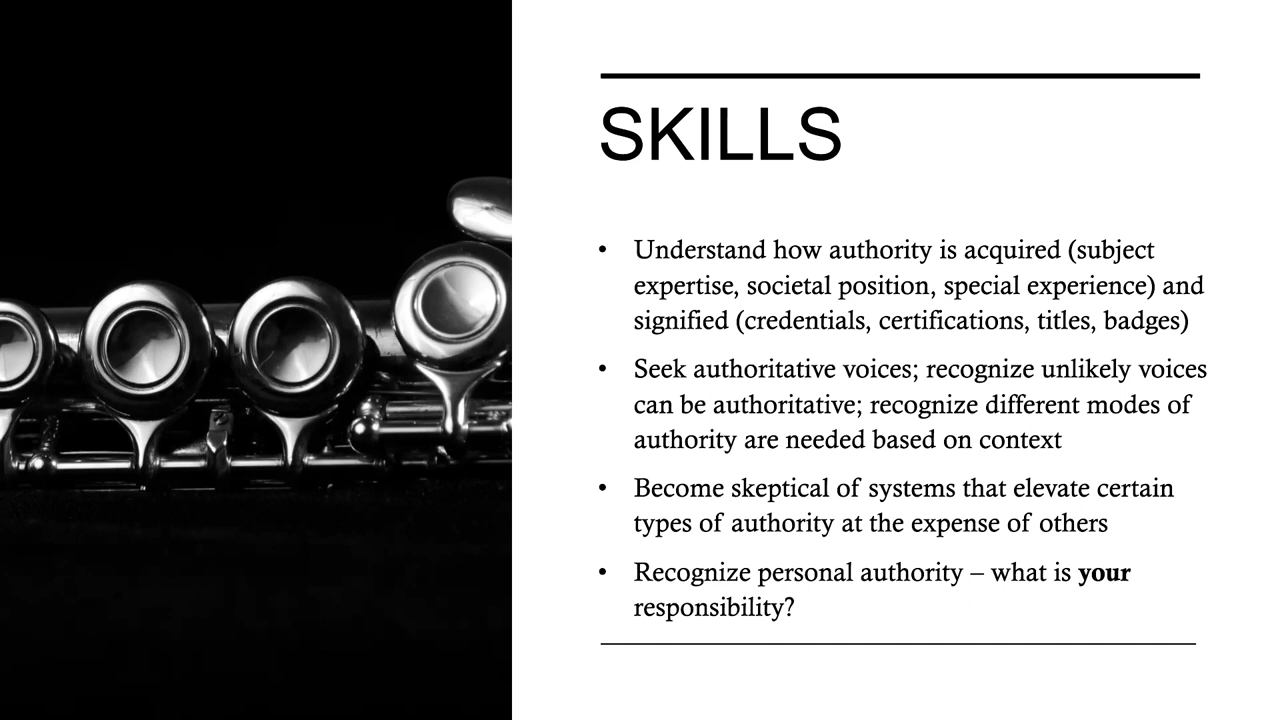 SKILLS
• Understand how authority is acquired (subject
expertise, societal position, special experience) and
signified (credentials, certifications, titles, badges)
• Seek authoritative voices; recognize unlikely voices
can be authoritative; recognize different modes of
authority are needed based on context
• Become skeptical of systems that elevate certain
types of authority at the expense of others
• Recognize personal authority – what is your
responsibility?